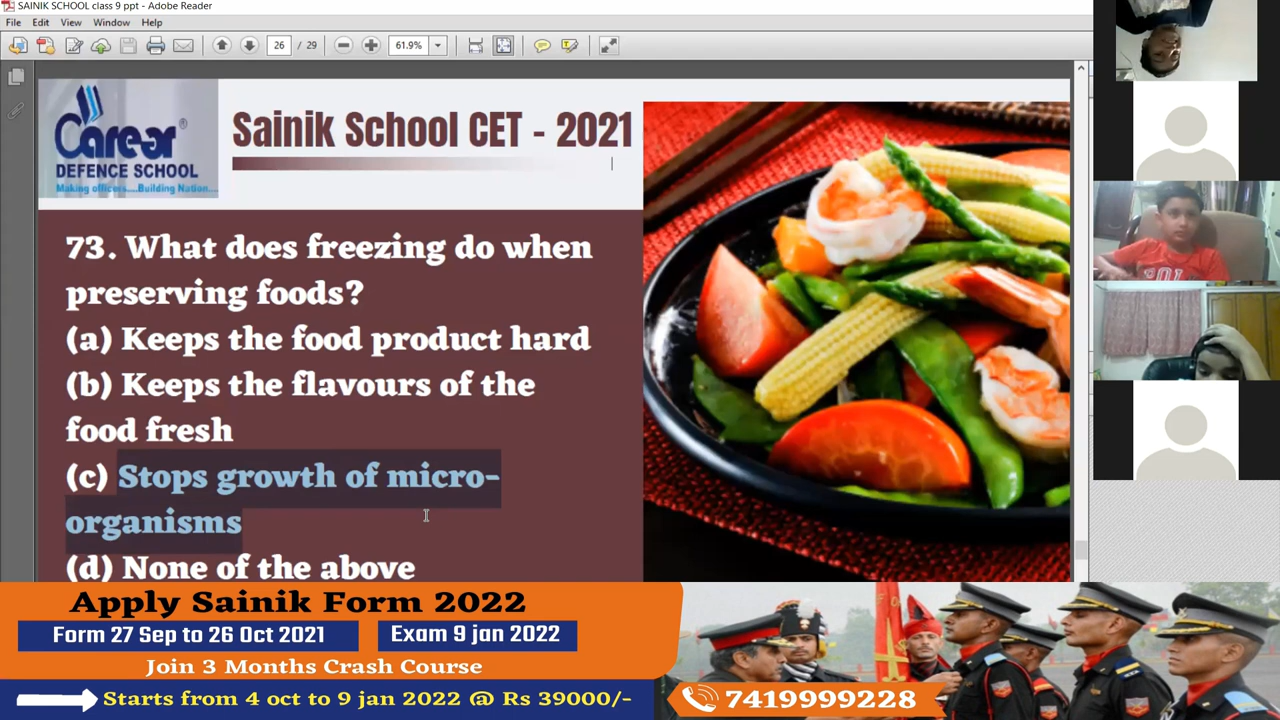 SAINIK SCHOOL class 9 ppt - Adobe Reader
File Edit View Window Help
26 / 29 61.9%
Career®
DEFENCE SCHOOL
Making officers....Building Nation....
Sainik School CET - 2021
73. What does freezing do when
preserving foods?
(a) Keeps the food product hard
(b) Keeps the flavours of the
food fresh
(c) Stops growth of micro-
organisms
(d) None of the above
Apply Sainik Form 2022
Form 27 Sep to 26 Oct 2021
Exam 9 jan 2022
Join 3 Months Crash Course
Starts from 4 oct to 9 jan 2022 @ Rs 39000/-
7419999228